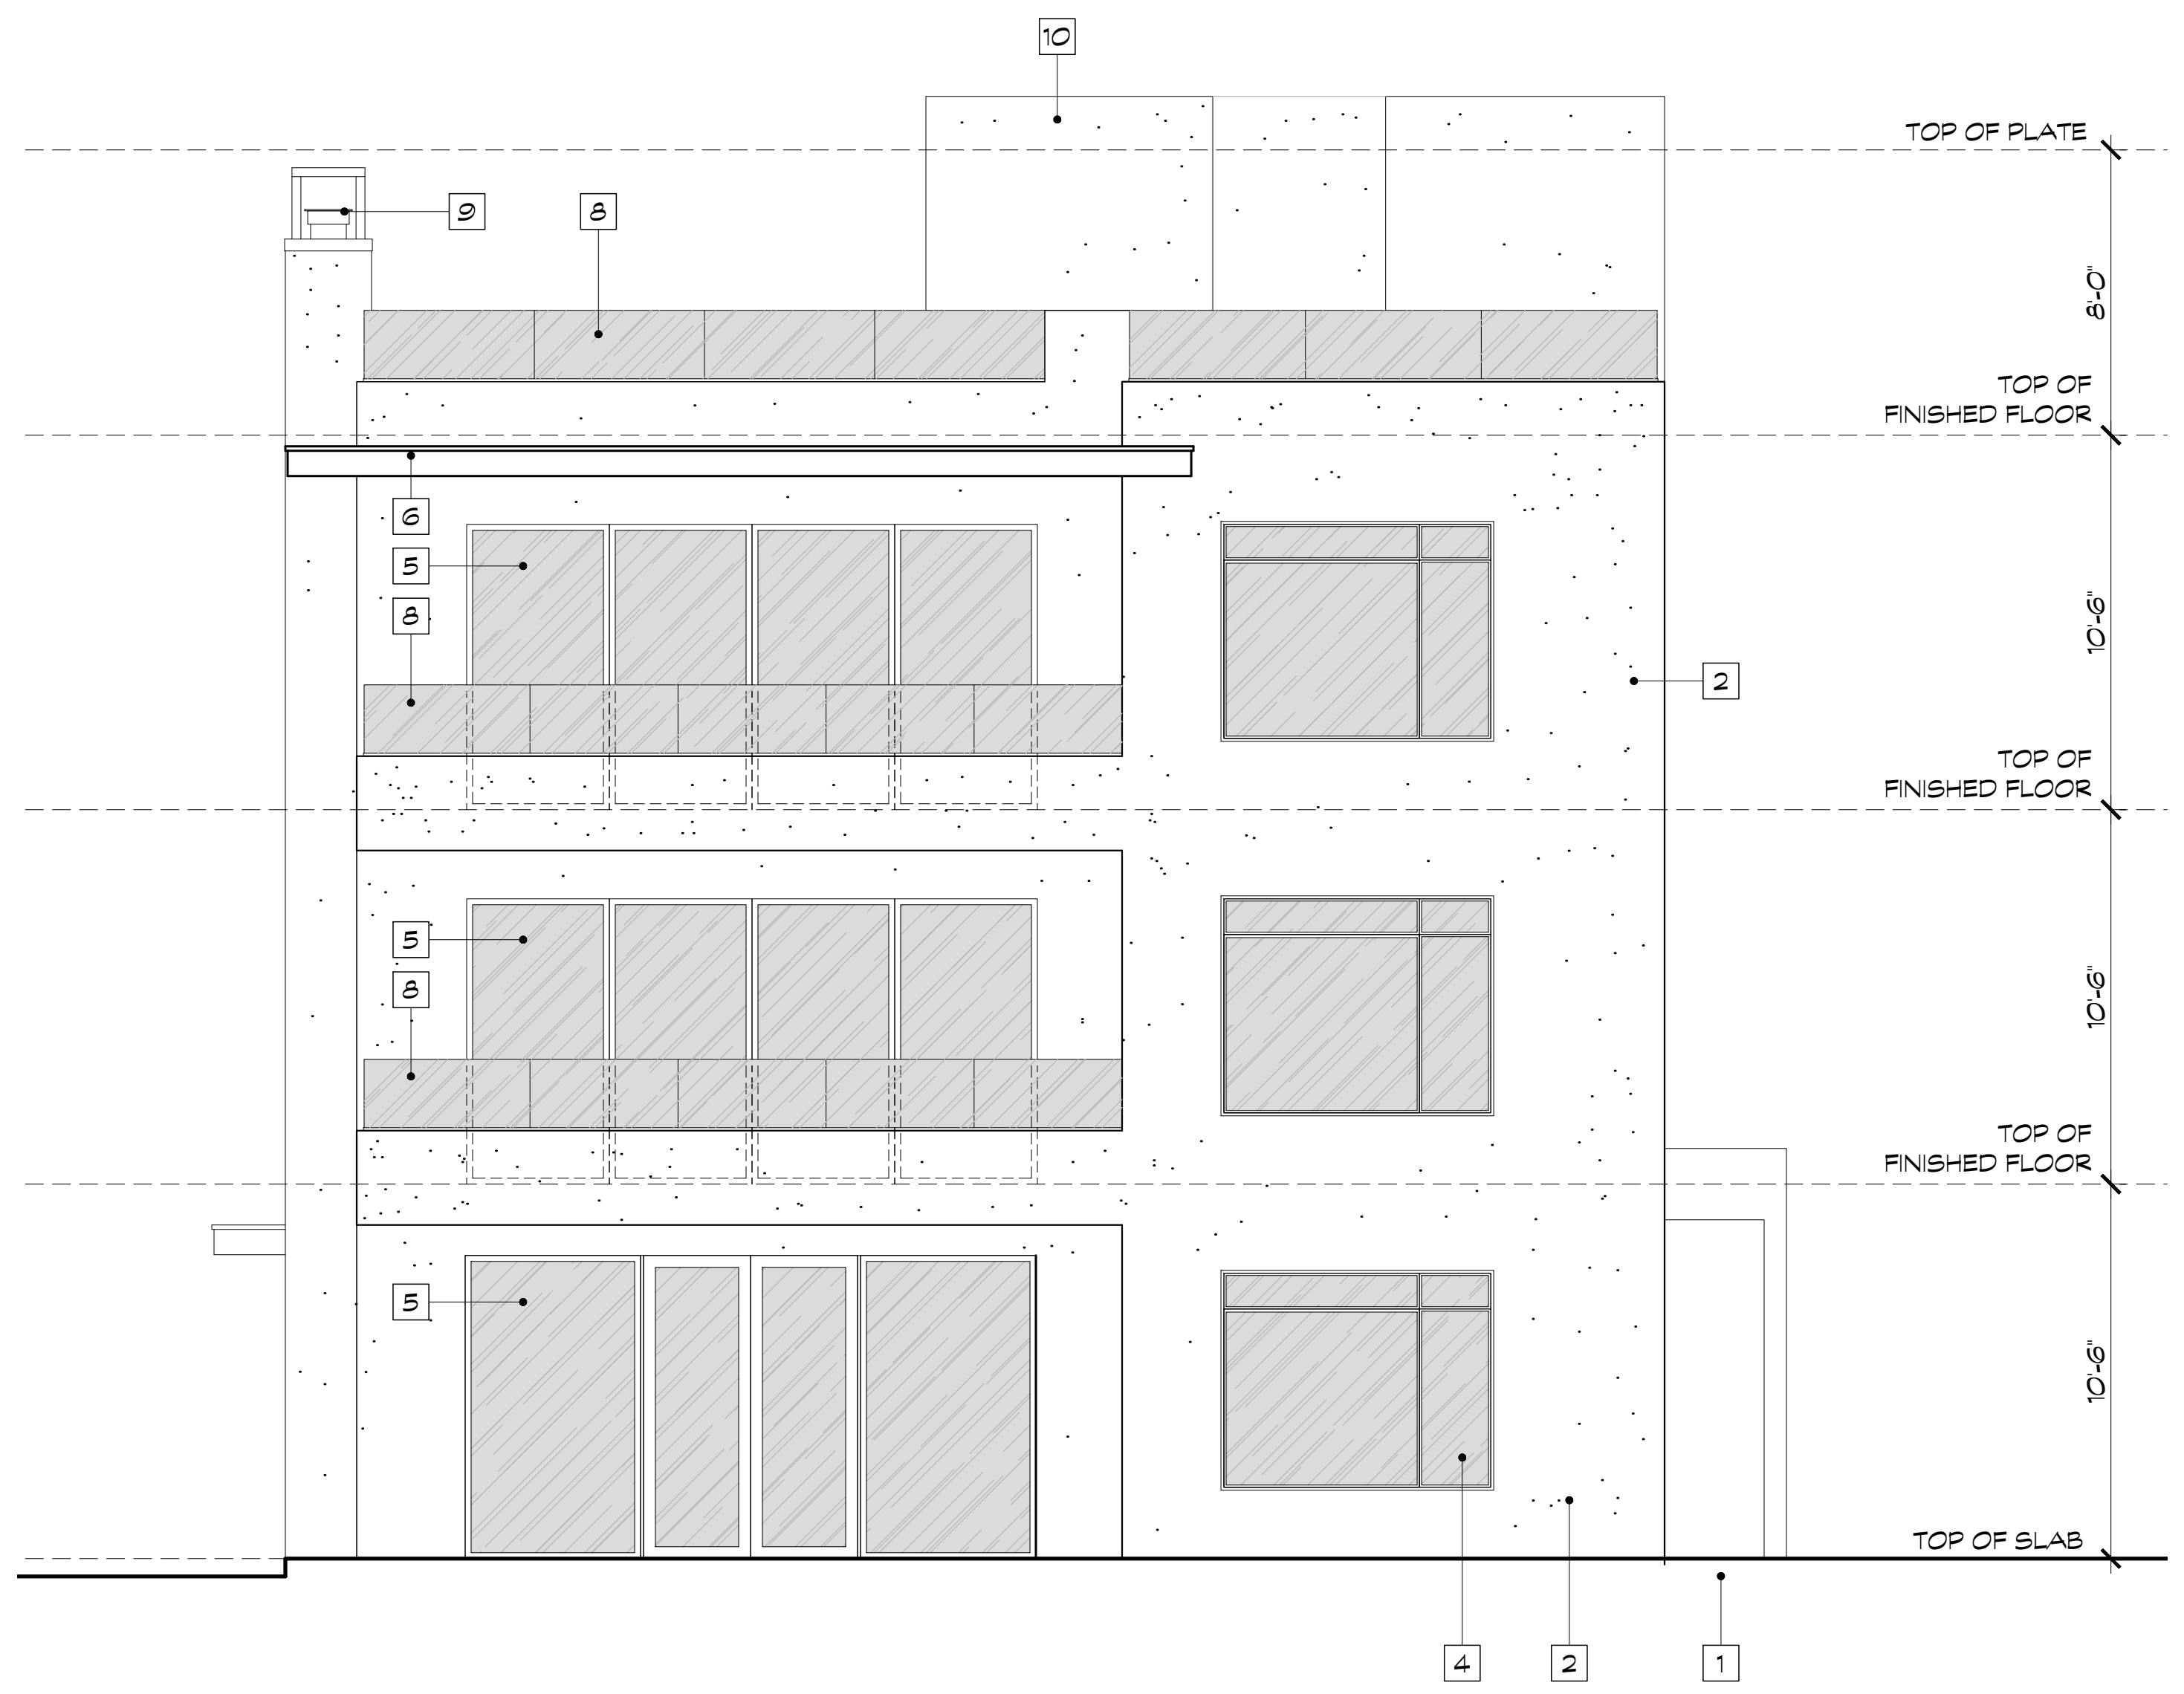 10
TOP OF PLATE
9
8
8'-0"
TOP OF
FINISHED FLOOR
6
5
8
10'-6"
2
TOP OF
FINISHED FLOOR
5
8
10'-6"
TOP OF
FINISHED FLOOR
5
10'-6"
TOP OF SLAB
4
2
1